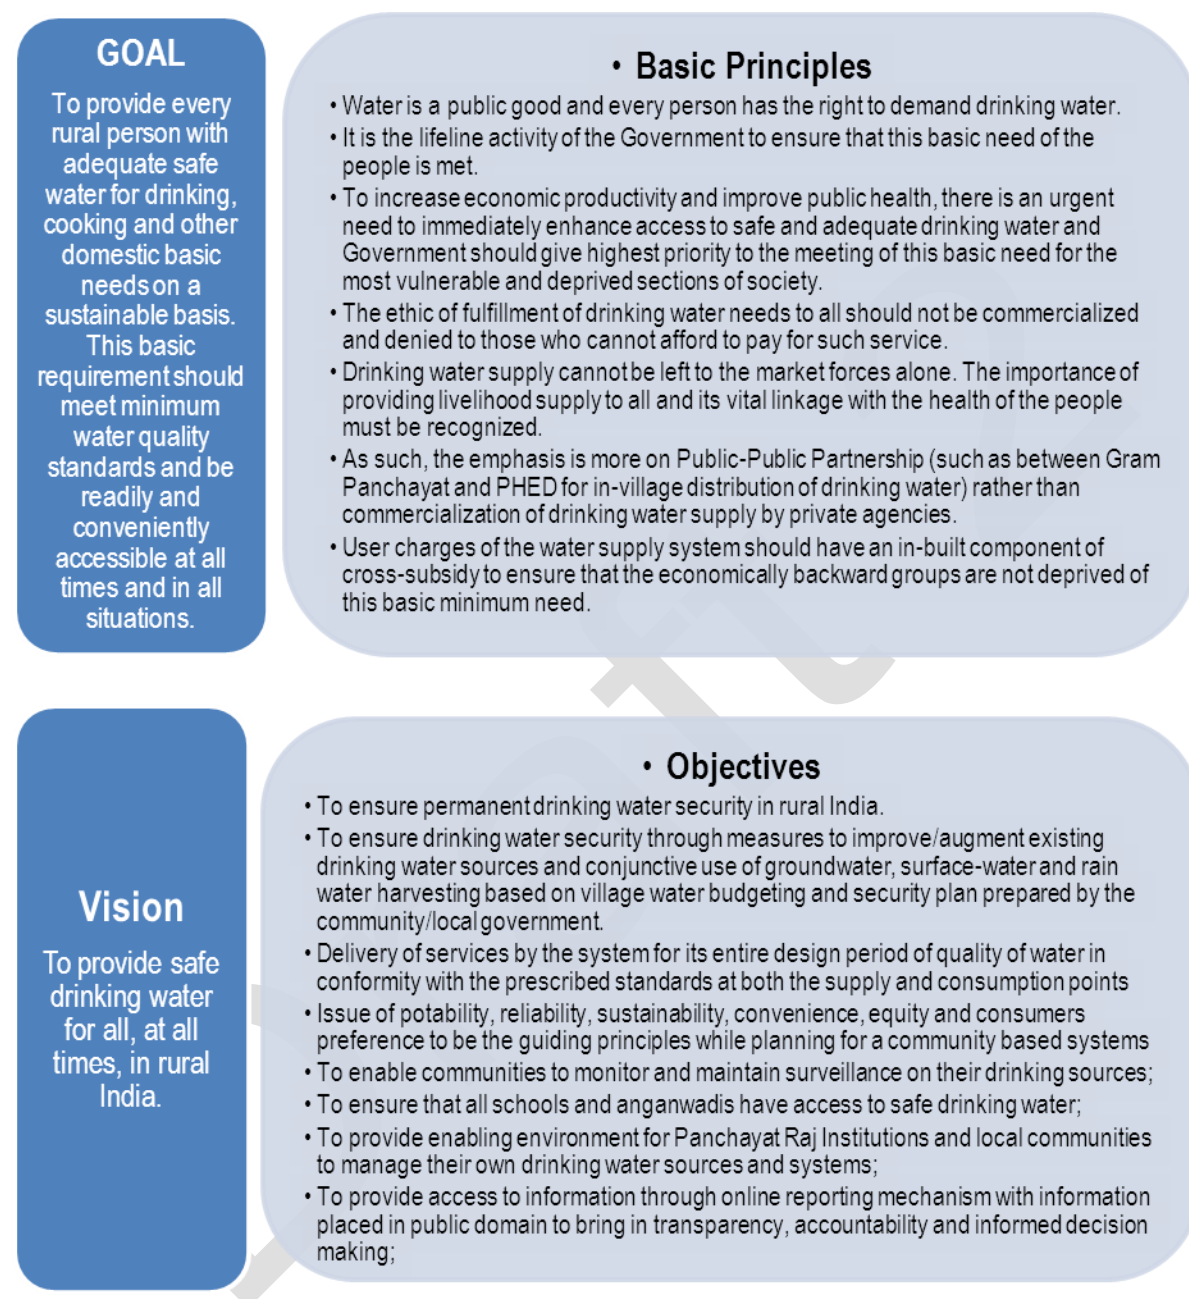 GOAL
To provide every
rural person with
adequate safe
water for drinking,
cooking and other
domestic basic
needs on a
sustainable basis.
This basic
requirement should
meet minimum
water quality
standards and be
readily and
conveniently
accessible at all
times and in all
situations.
• Basic Principles
• Water is a public good and every person has the right to demand drinking water.
• It is the lifeline activity of the Government to ensure that this basic need of the
people is met.
• To increase economic productivity and improve public health, there is an urgent
need to immediately enhance access to safe and adequate drinking water and
Government should give highest priority to the meeting of this basic need for the
most vulnerable and deprived sections of society.
• The ethic of fulfillment of drinking water needs to all should not be commercialized
and denied to those who cannot afford to pay for such service.
• Drinking water supply cannot be left to the market forces alone. The importance of
providing livelihood supply to all and its vital linkage with the health of the people
must be recognized.
• As such, the emphasis is more on Public-Public Partnership (such as between Gram
Panchayat and PHED for in-village distribution of drinking water) rather than
commercialization of drinking water supply by private agencies.
• User charges of the water supply system should have an in-built component of
cross-subsidy to ensure that the economically backward groups are not deprived of
this basic minimum need.
Vision
To provide safe
drinking water
for all, at all
times, in rural
India.
• Objectives
• To ensure permanent drinking water security in rural India.
• To ensure drinking water security through measures to improve/augment existing
drinking water sources and conjunctive use of groundwater, surface-water and rain
water harvesting based on village water budgeting and security plan prepared by the
community/local government.
• Delivery of services by the system for its entire design period of quality of water in
conformity with the prescribed standards at both the supply and consumption points
• Issue of potability, reliability, sustainability, convenience, equity and consumers
preference to be the guiding principles while planning for a community based systems
• To enable communities to monitor and maintain surveillance on their drinking sources;
• To ensure that all schools and anganwadis have access to safe drinking water;
• To provide enabling environment for Panchayat Raj Institutions and local communities
to manage their own drinking water sources and systems;
• To provide access to information through online reporting mechanism with information
placed in public domain to bring in transparency, accountability and informed decision
making;